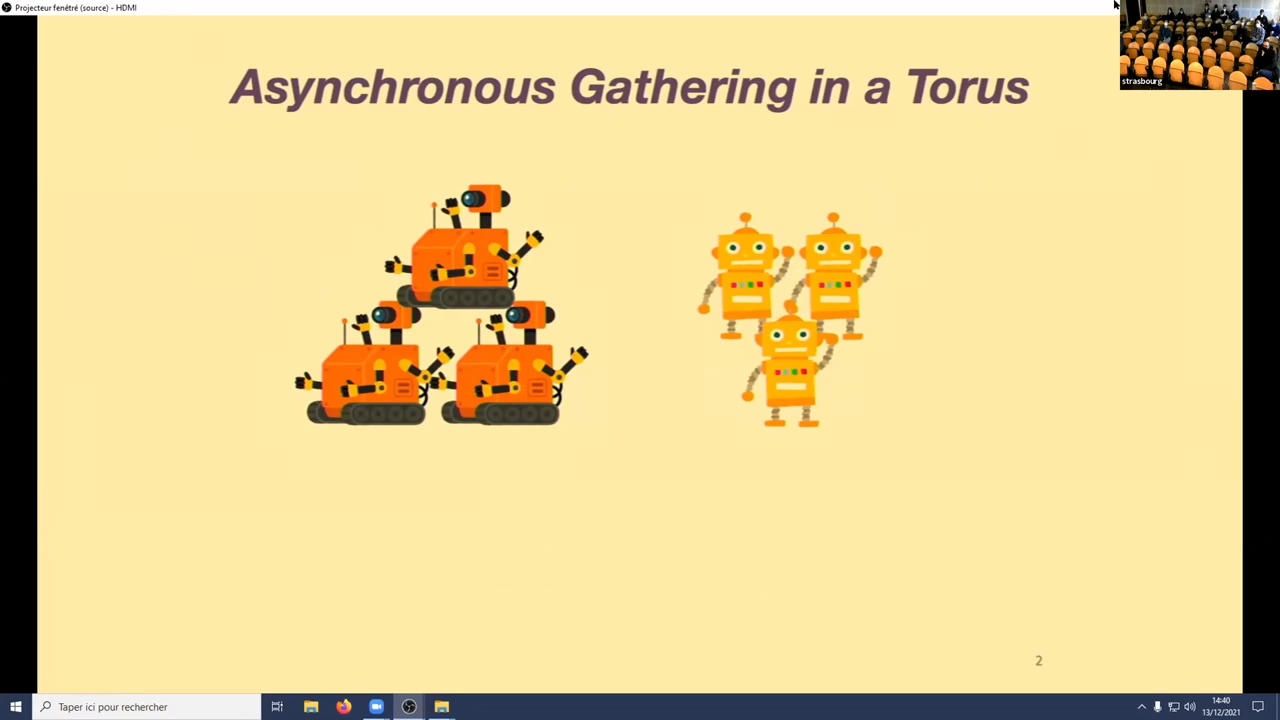 Projecteur fenêtré (source) - HDMI
strasbourg
Asynchronous Gathering in a Torus
2
Taper ici pour rechercher
14:40
13/12/2021